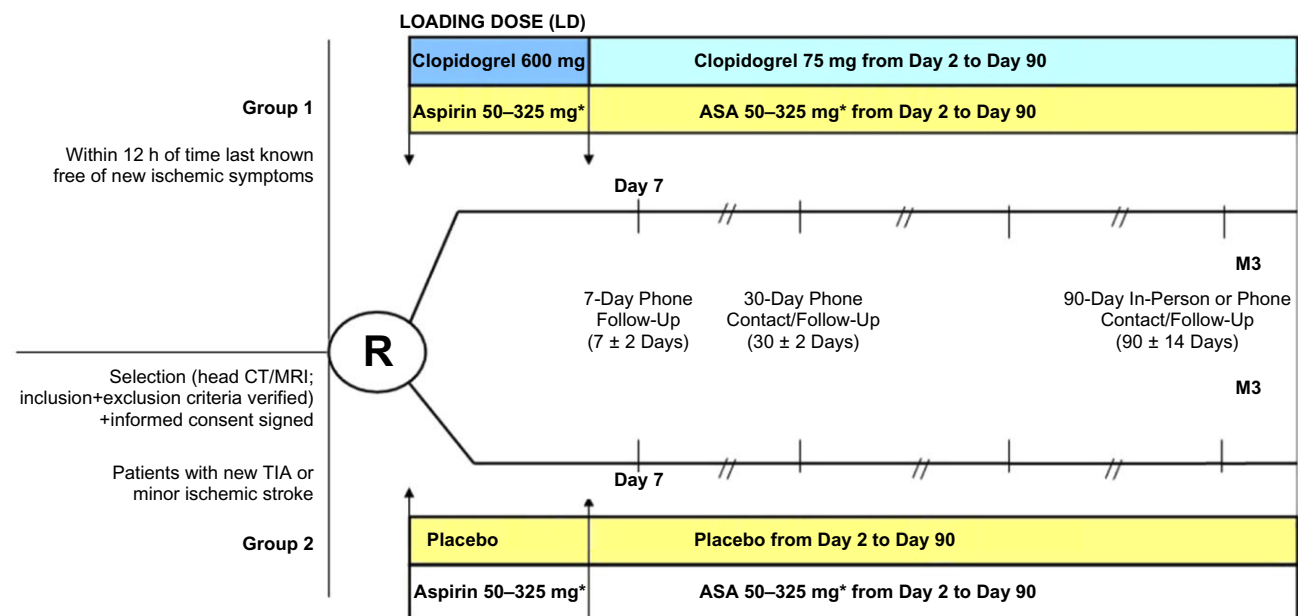 LOADING DOSE (LD)
Clopidogrel 600 mg
Clopidogrel 75 mg from Day 2 to Day 90
Group 1
Aspirin 50–325 mg*
ASA 50–325 mg* from Day 2 to Day 90
Within 12 h of time last known
free of new ischemic symptoms
Day 7
M3
7-Day Phone
Follow-Up
(7 ± 2 Days)
30-Day Phone
Contact/Follow-Up
(30 ± 2 Days)
90-Day In-Person or Phone
Contact/Follow-Up
(90 ± 14 Days)
R
Selection (head CT/MRI;
inclusion+exclusion criteria verified)
+informed consent signed
M3
Patients with new TIA or
minor ischemic stroke
Day 7
Group 2
Placebo
Placebo from Day 2 to Day 90
Aspirin 50–325 mg*
ASA 50–325 mg* from Day 2 to Day 90